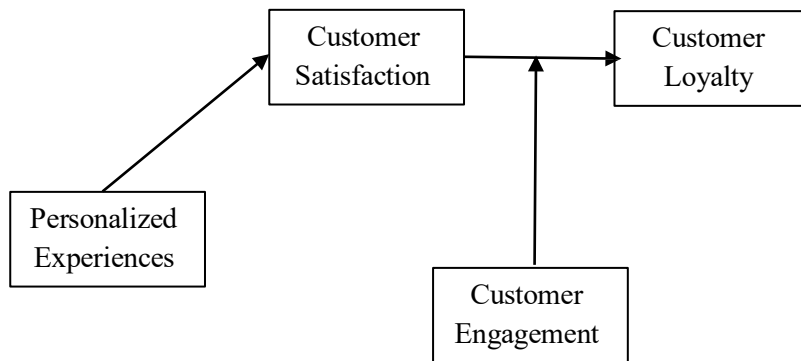 Customer
Satisfaction
Customer
Loyalty
Personalized
Experiences
Customer
Engagement